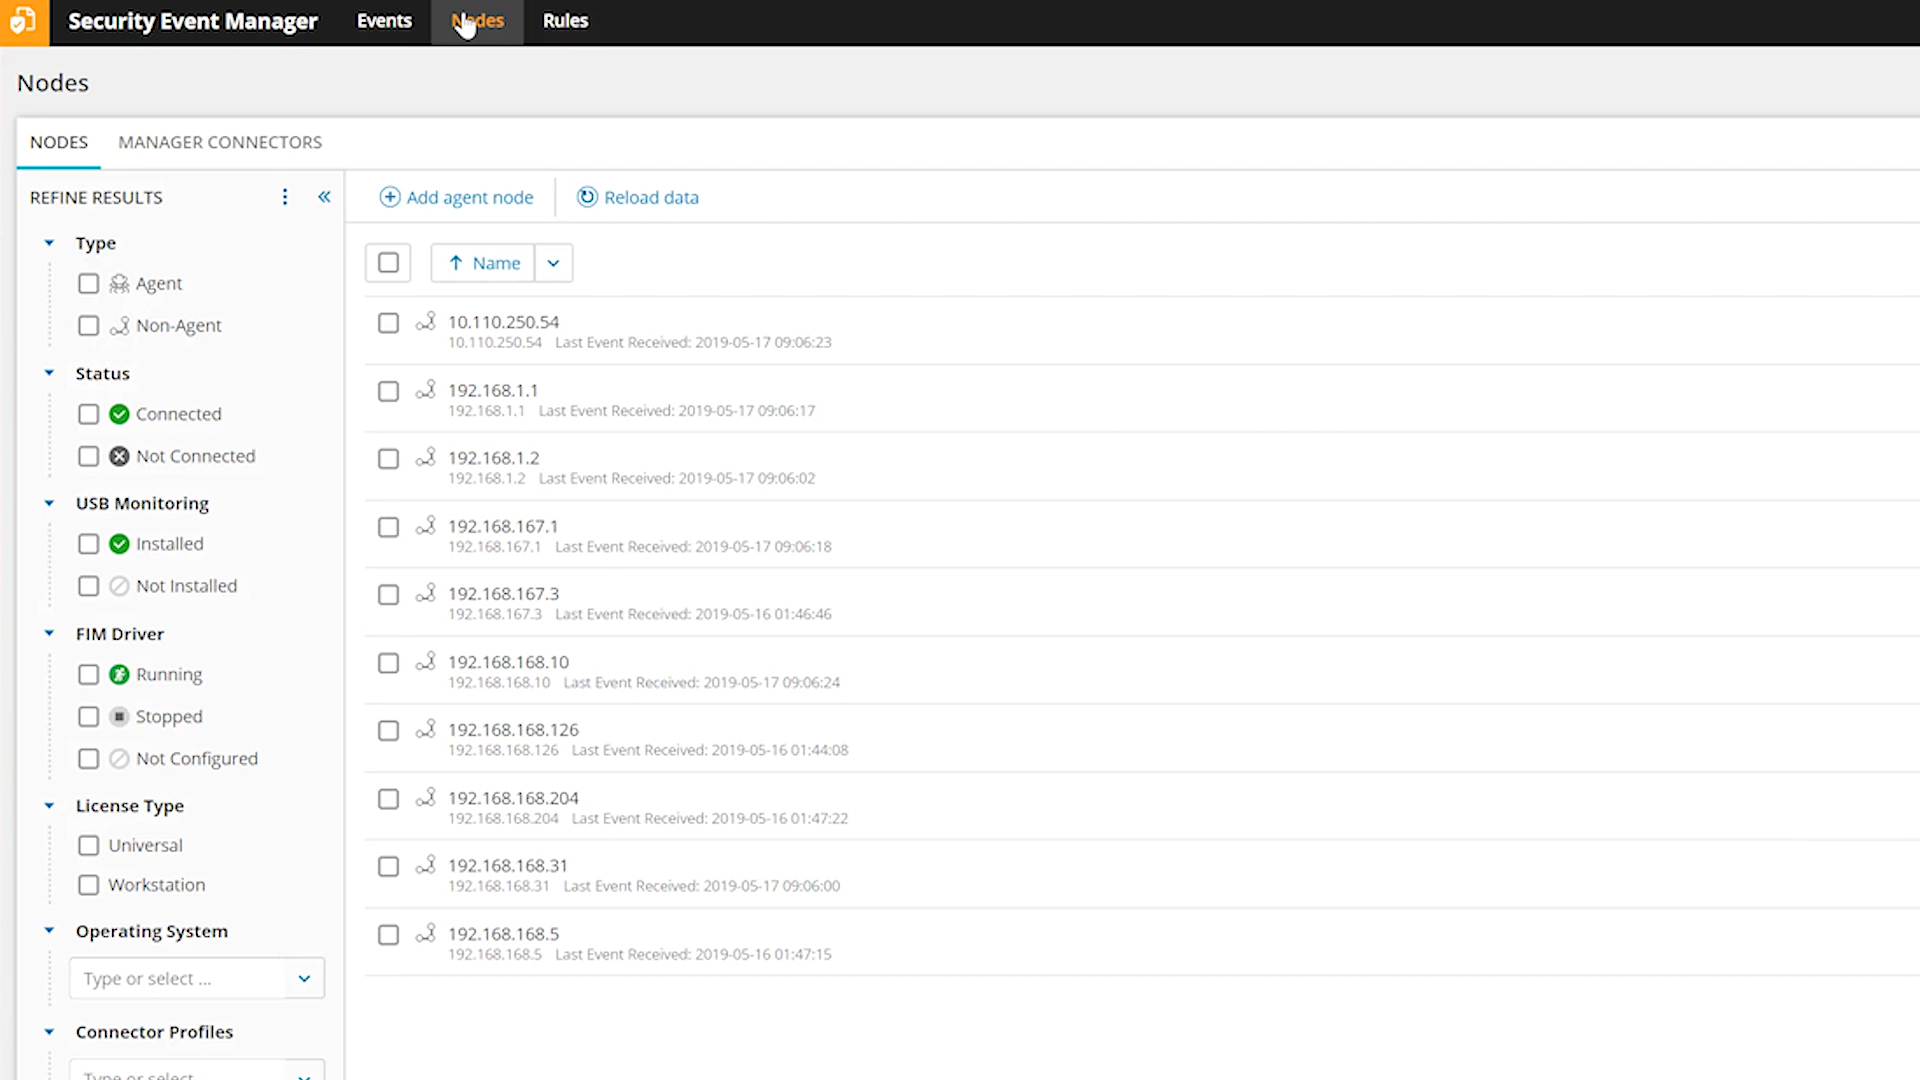 Security Event Manager
Events
Nodes
Rules
Nodes
NODES
MANAGER CONNECTORS
REFINE RESULTS
Type
Agent
Non-Agent
Status
Connected
Not Connected
USB Monitoring
Installed
Not Installed
FIM Driver
Running
Stopped
Not Configured
License Type
Universal
Workstation
Operating System
Type or select ...
Connector Profiles
Type or select
Add agent node
Reload data
Name
10.110.250.54
10.110.250.54 Last Event Received: 2019-05-17 09:06:23
192.168.1.1
192.168.1.1 Last Event Received: 2019-05-17 09:06:17
192.168.1.2
192.168.1.2 Last Event Received: 2019-05-17 09:06:02
192.168.167.1
192.168.167.1 Last Event Received: 2019-05-17 09:06:18
192.168.167.3
192.168.167.3 Last Event Received: 2019-05-16 01:46:46
192.168.168.10
192.168.168.10 Last Event Received: 2019-05-17 09:06:24
192.168.168.126
192.168.168.126 Last Event Received: 2019-05-16 01:44:08
192.168.168.204
192.168.168.204 Last Event Received: 2019-05-16 01:47:22
192.168.168.31
192.168.168.31 Last Event Received: 2019-05-17 09:06:00
192.168.168.5
192.168.168.5 Last Event Received: 2019-05-16 01:47:15